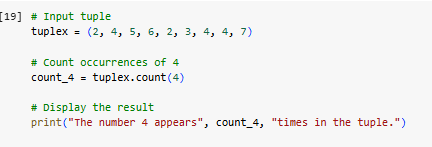 [19] # Input tuple
tuplex = (2, 4, 5, 6, 2, 3, 4, 4, 7)
# Count occurrences of 4
count_4 = tuplex.count(4)
# Display the result
print("The number 4 appears", count_4, "times in the tuple.")